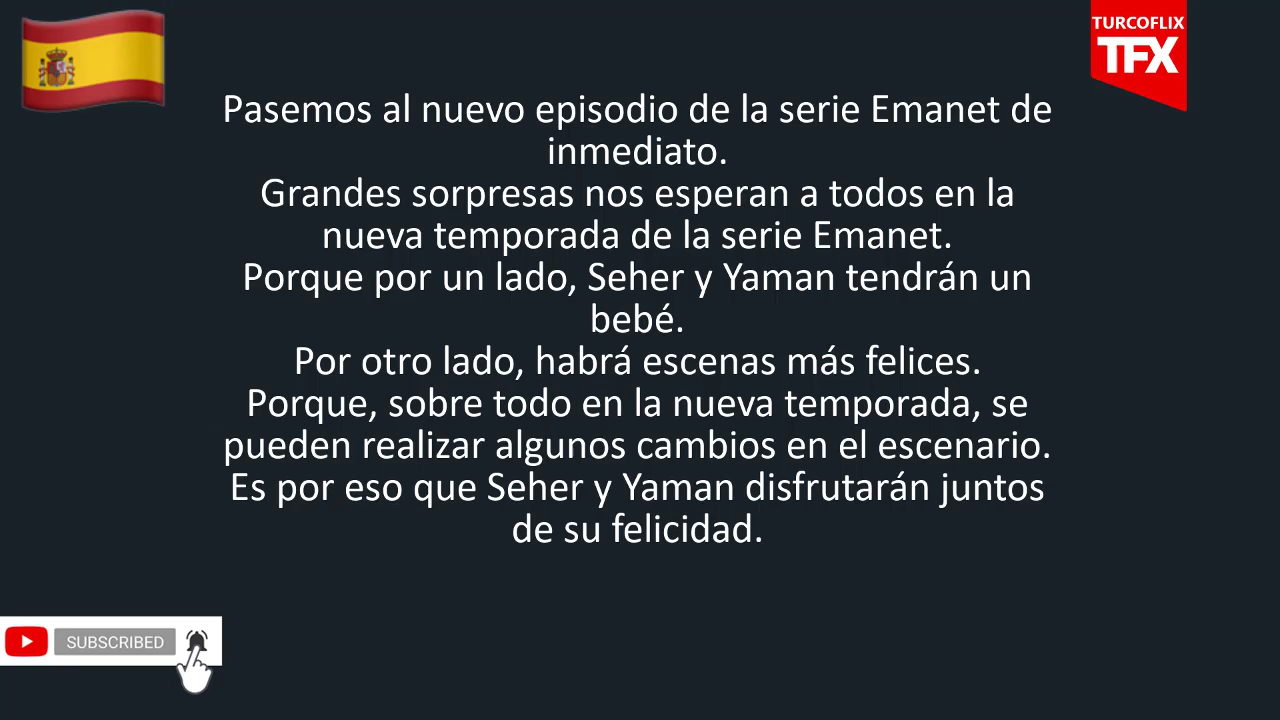 TURCOFLIX
TFX
Pasemos al nuevo episodio de la serie Emanet de
inmediato.
Grandes sorpresas nos esperan a todos en la
nueva temporada de la serie Emanet.
Porque por un lado, Seher y Yaman tendrán un
bebé.
Por otro lado, habrá escenas más felices.
Porque, sobre todo en la nueva temporada, se
pueden realizar algunos cambios en el escenario.
Es por eso que Seher y Yaman disfrutarán juntos
de su felicidad.
SUBSCRIBED